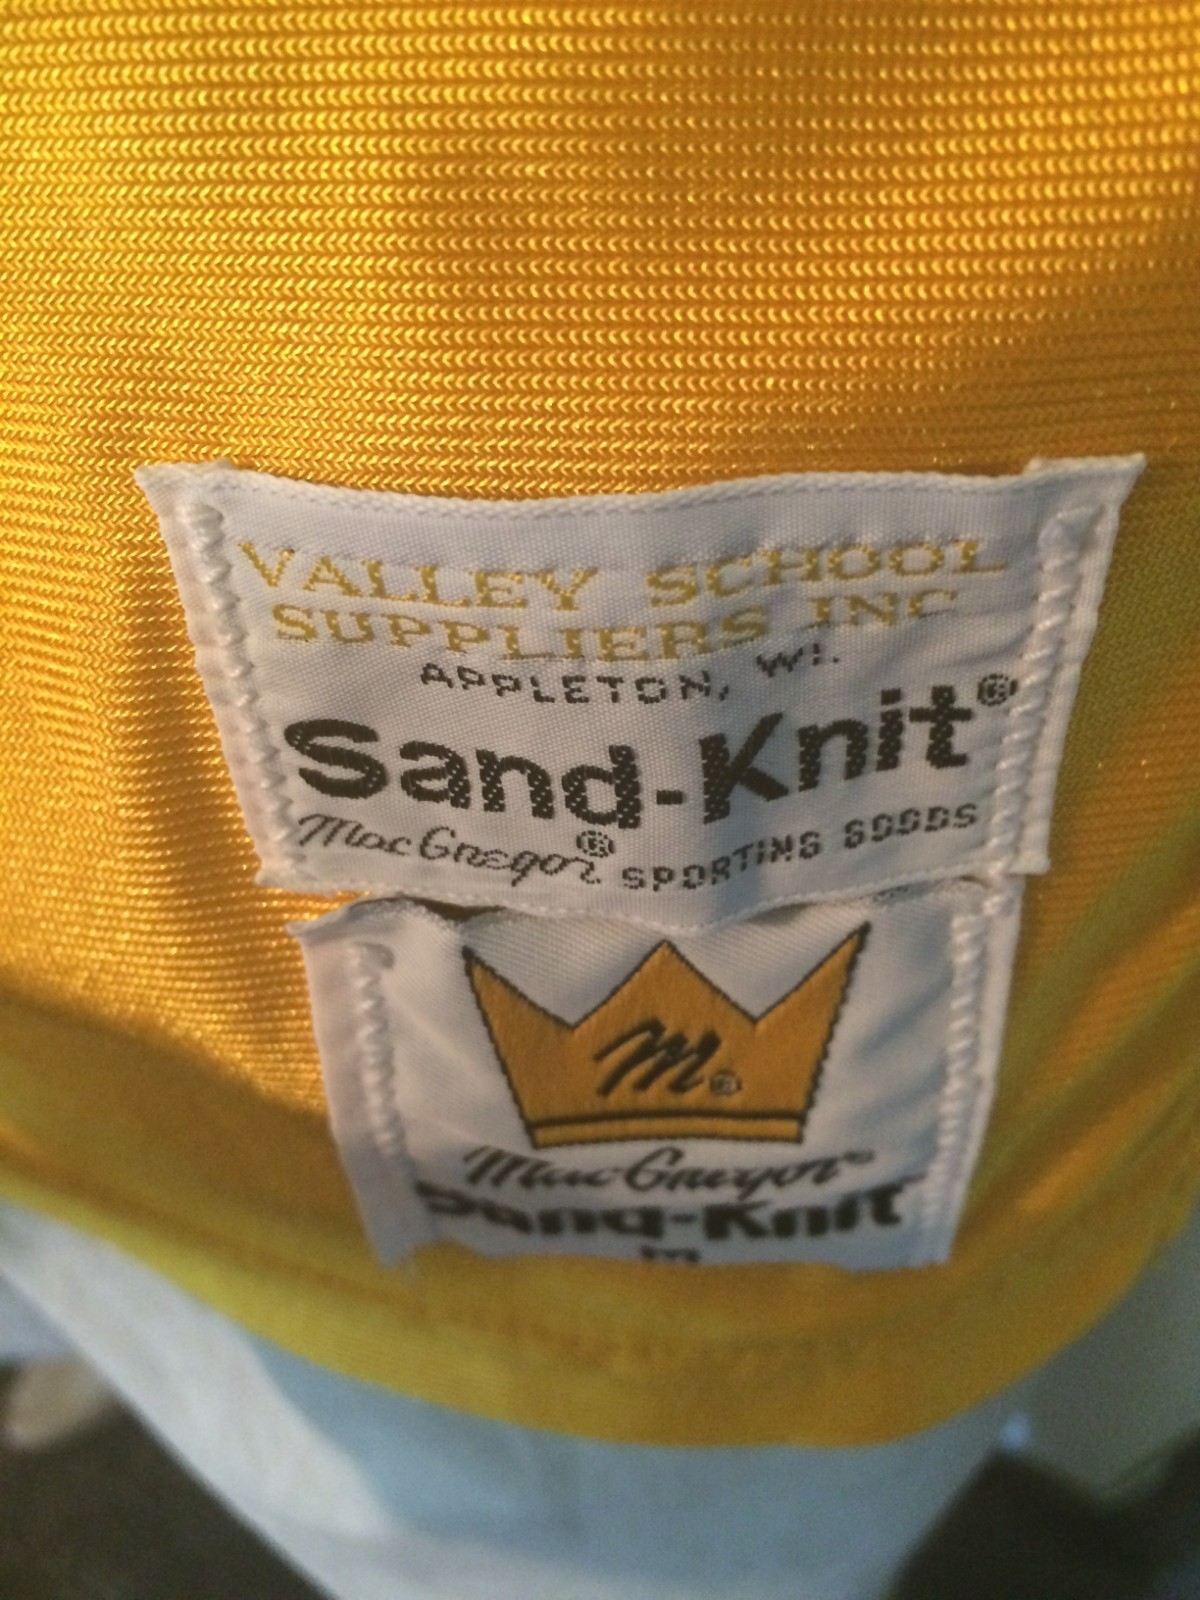 VALLEY SCHOOL
SUPPLIERS INC
APPLETON, WI.
Sand-Knit®
MacGregor® SPORTING GOODS
M®
MacGregor®
Sand-Knit